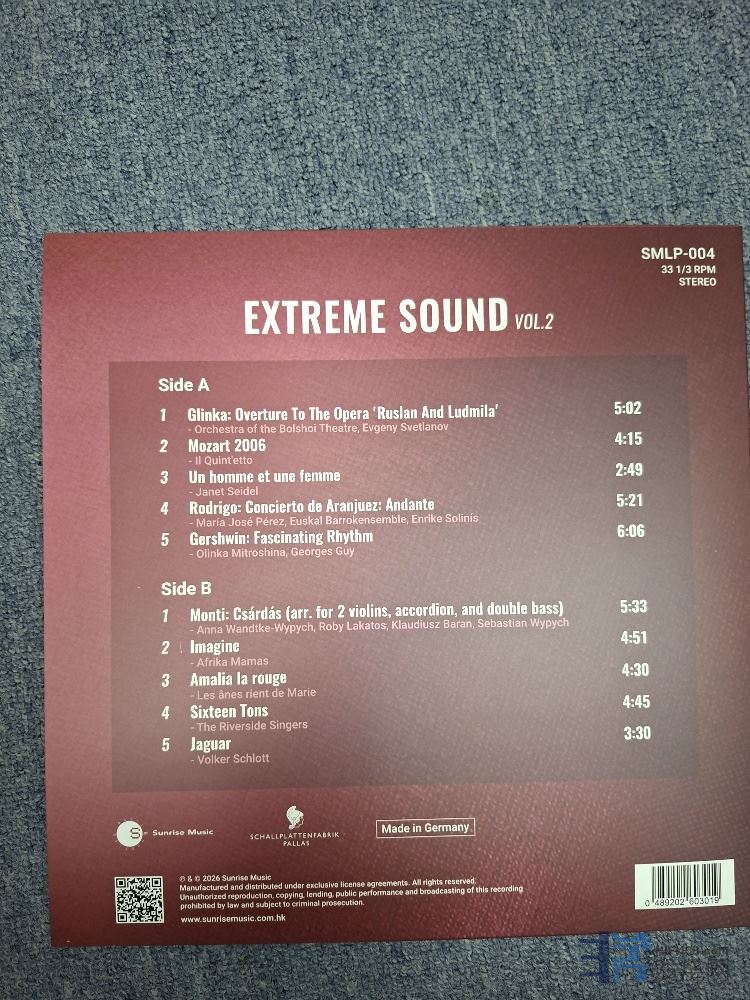 SMLP-004
33 1/3 RPM
STEREO
EXTREME SOUND VOL.2
Side A
1 Glinka: Overture To The Opera 'Ruslan And Ludmila' 5:02
- Orchestra of the Bolshoi Theatre, Evgeny Svetlanov
2 Mozart 2006 4:15
- Il Quint'etto
3 Un homme et une femme 2:49
- Janet Seidel
4 Rodrigo: Concierto de Aranjuez: Andante 5:21
- María José Pérez, Euskal Barrokensemble, Enrike Solinís
5 Gershwin: Fascinating Rhythm 6:06
- Olinka Mitroshina, Georges Guy
Side B
1 Monti: Csárdás (arr. for 2 violins, accordion, and double bass) 5:33
- Anna Wandtke-Wypych, Roby Lakatos, Klaudiusz Baran, Sebastian Wypych
2 Imagine 4:51
- Afrika Mamas
3 Amalia la rouge 4:30
- Les ânes rient de Marie
4 Sixteen Tons 4:45
- The Riverside Singers
5 Jaguar 3:30
- Volker Schlott
S Sunrise Music
SCHALLPLATTENFABRIK
PALLAS
Made in Germany
℗ & © 2026 Sunrise Music
Manufactured and distributed under exclusive license agreements. All rights reserved.
Unauthorized reproduction, copying, lending, public performance and broadcasting of this recording
prohibited by law and subject to criminal prosecution.
www.sunrisemusic.com.hk
0 489202 603019